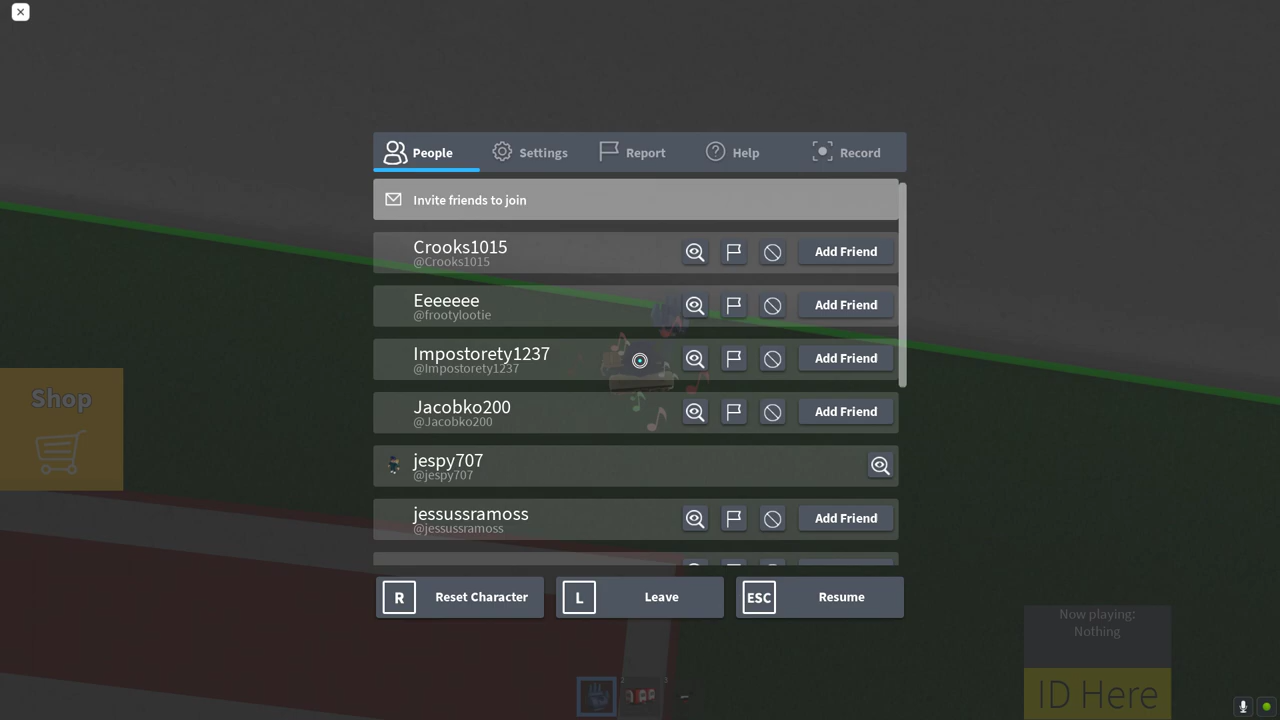 People
Settings
Report
Help
Record
Invite friends to join
Crooks1015
@Crooks1015
Add Friend
Eeeeeee
@frootylootie
Add Friend
Impostorety1237
@Impostorety1237
Add Friend
Jacobko200
@Jacobko200
Add Friend
jespy707
@jespy707
jessussramoss
@jessussramoss
Add Friend
Shop
R Reset Character
L Leave
ESC Resume
Now playing:
Nothing
ID Here
2
3